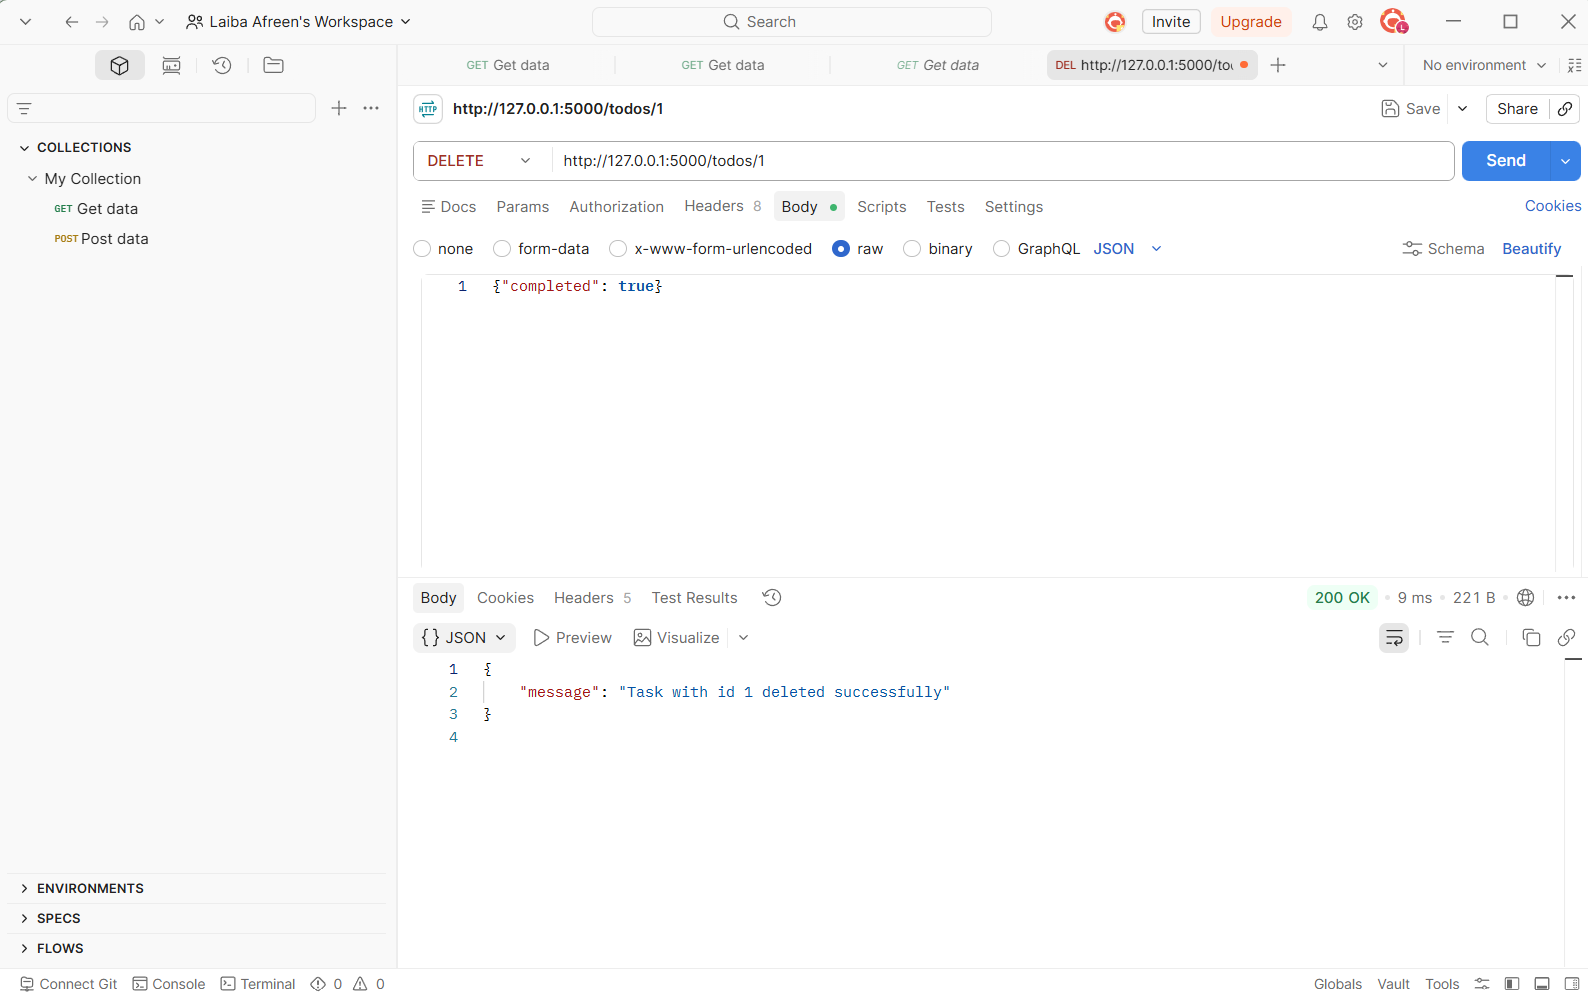 Laiba Afreen's Workspace Search Invite Upgrade L
GET Get data GET Get data GET Get data DEL http://127.0.0.1:5000/to No environment
HTTP http://127.0.0.1:5000/todos/1 Save Share
COLLECTIONS
My Collection
GET Get data
POST Post data
DELETE http://127.0.0.1:5000/todos/1 Send
Docs Params Authorization Headers 8 Body Scripts Tests Settings Cookies
none form-data x-www-form-urlencoded raw binary GraphQL JSON Schema Beautify
1 {"completed": true}
Body Cookies Headers 5 Test Results 200 OK 9 ms 221 B
{} JSON Preview Visualize
1 {
2 "message": "Task with id 1 deleted successfully"
3 }
4
ENVIRONMENTS
SPECS
FLOWS
Connect Git Console Terminal 0 0 Globals Vault Tools